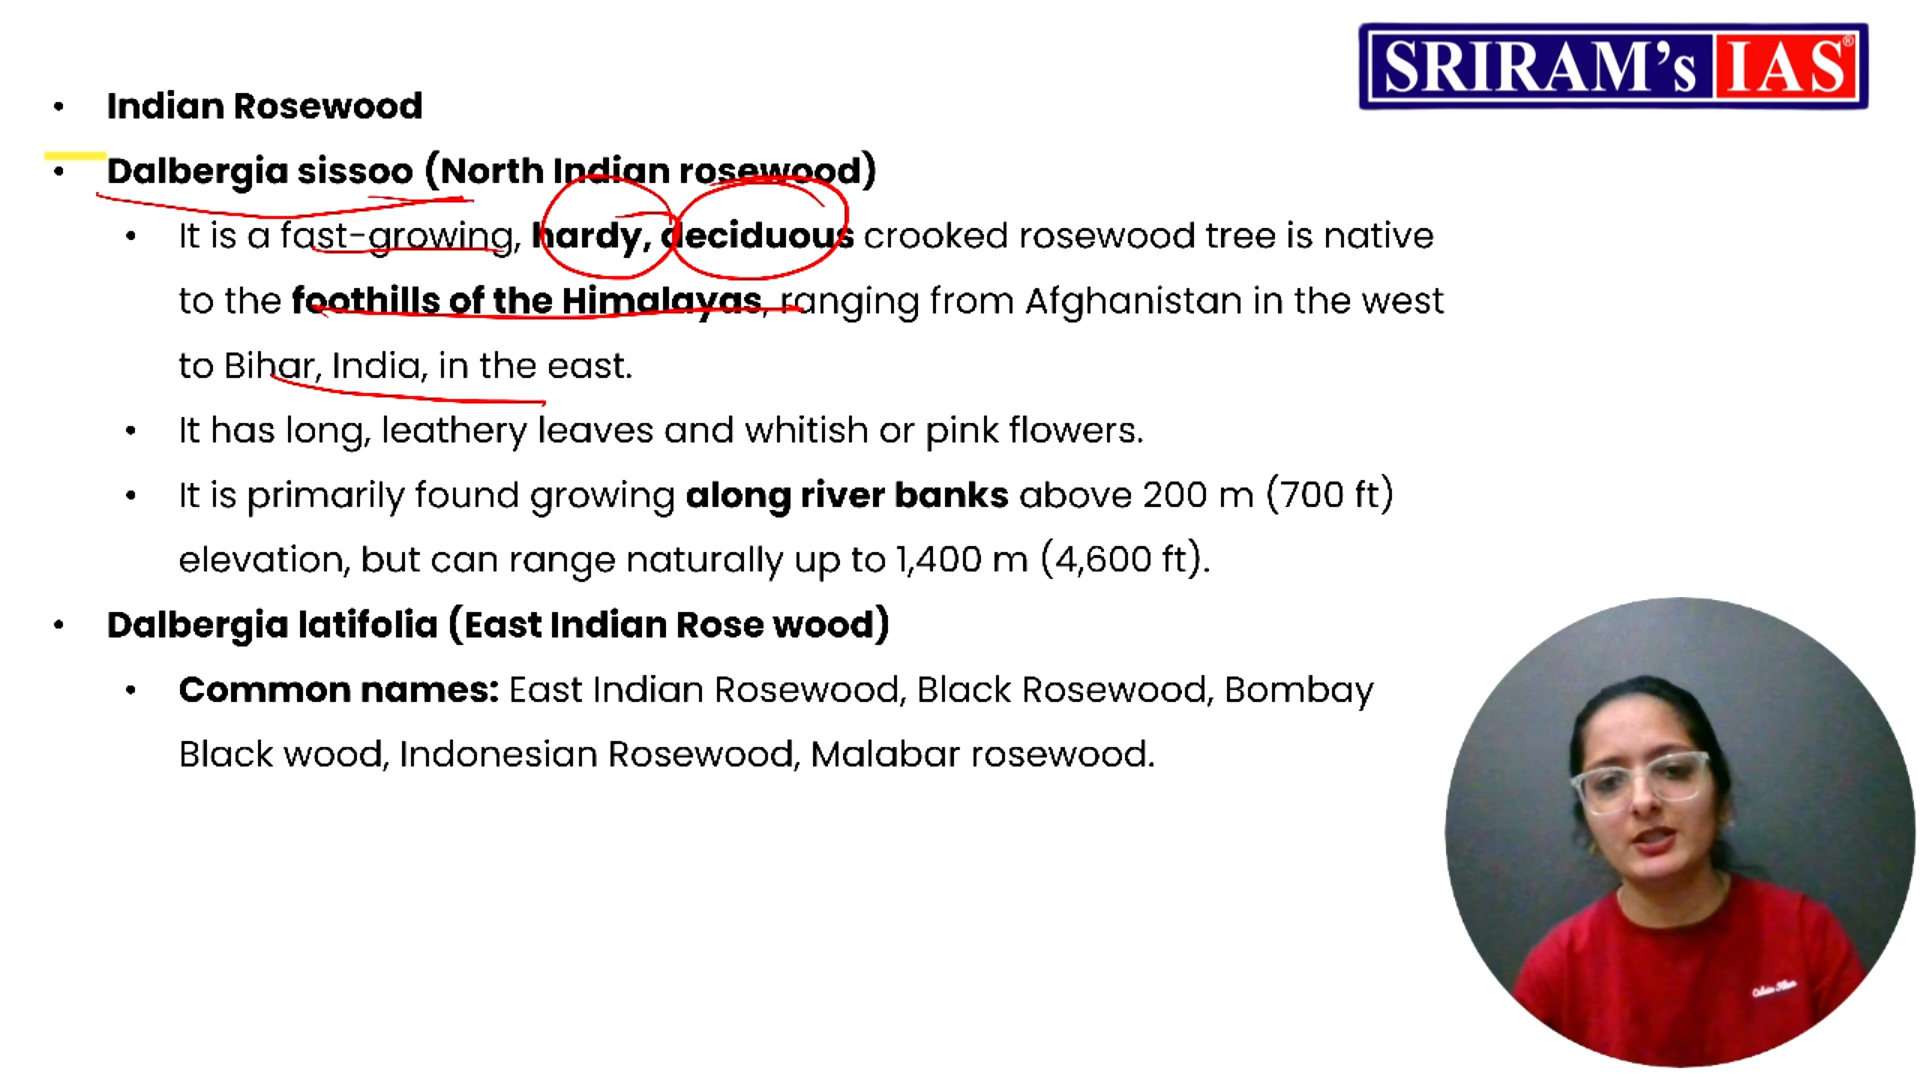 SRIRAM's IAS®
• Indian Rosewood
• Dalbergia sissoo (North Indian rosewood)
• It is a fast-growing, hardy, deciduous crooked rosewood tree is native
to the foothills of the Himalayas, ranging from Afghanistan in the west
to Bihar, India, in the east.
• It has long, leathery leaves and whitish or pink flowers.
• It is primarily found growing along river banks above 200 m (700 ft)
elevation, but can range naturally up to 1,400 m (4,600 ft).
• Dalbergia latifolia (East Indian Rose wood)
• Common names: East Indian Rosewood, Black Rosewood, Bombay
Black wood, Indonesian Rosewood, Malabar rosewood.